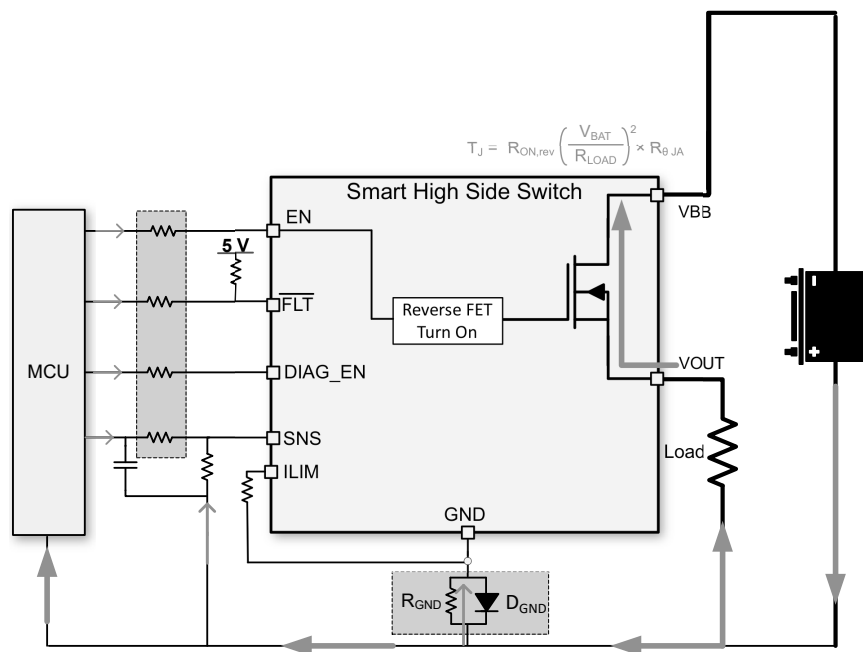 T_J = R_ON,rev (V_BAT / R_LOAD)^2 × R_θJA
Smart High Side Switch
VBB
EN
5 V
FLT
Reverse FET
Turn On
-
+
MCU
DIAG_EN
VOUT
SNS
ILIM
Load
GND
R_GND
D_GND